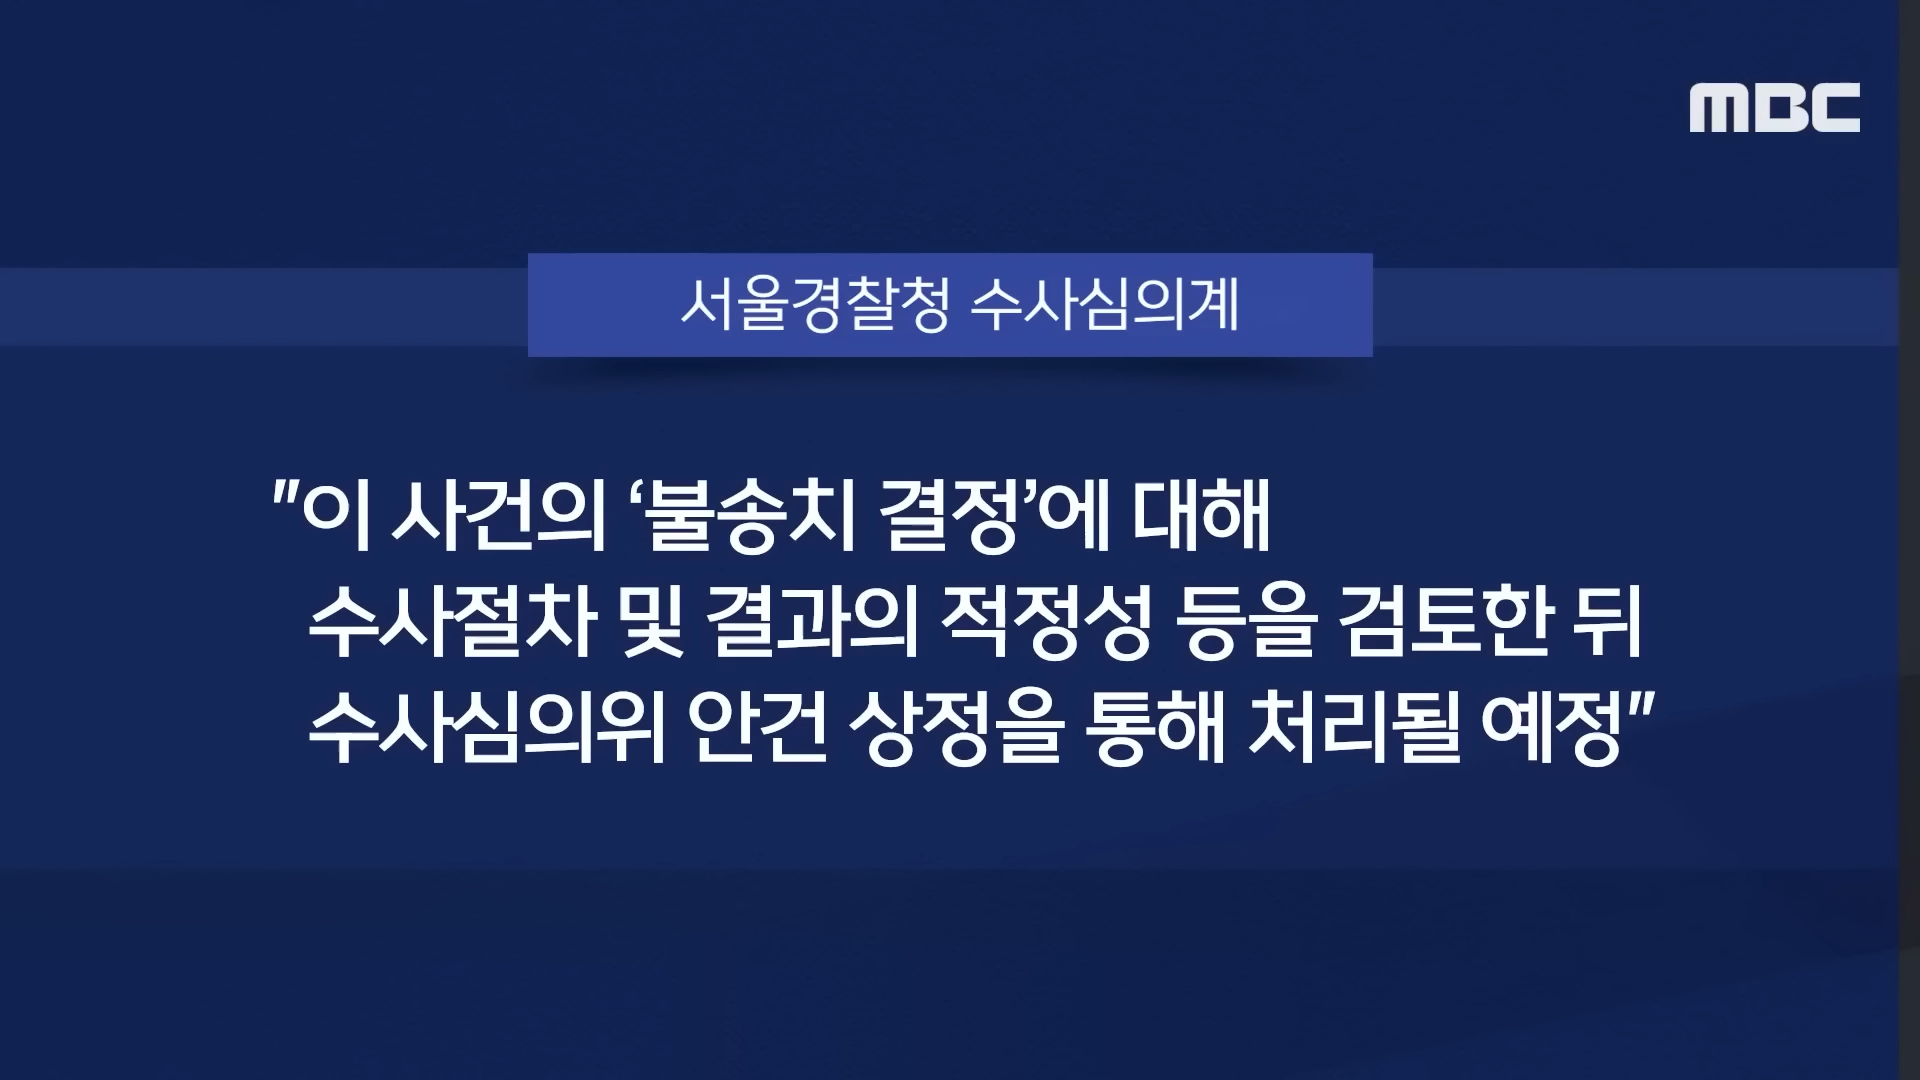 MBC
서울경찰청 수사심의계
"이 사건의 ‘불송치 결정’에 대해
수사절차 및 결과의 적정성 등을 검토한 뒤
수사심의위 안건 상정을 통해 처리될 예정"